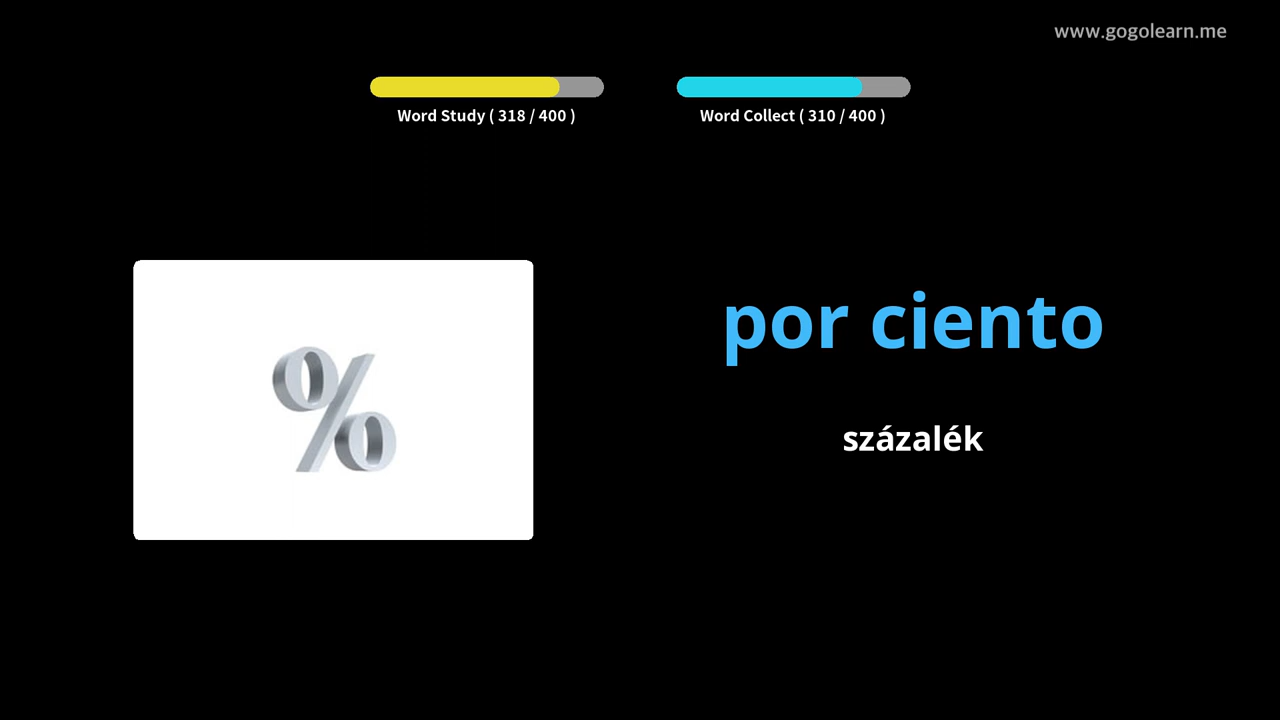 www.gogolearn.me
Word Study ( 318 / 400 )
Word Collect ( 310 / 400 )
%
por ciento
százalék